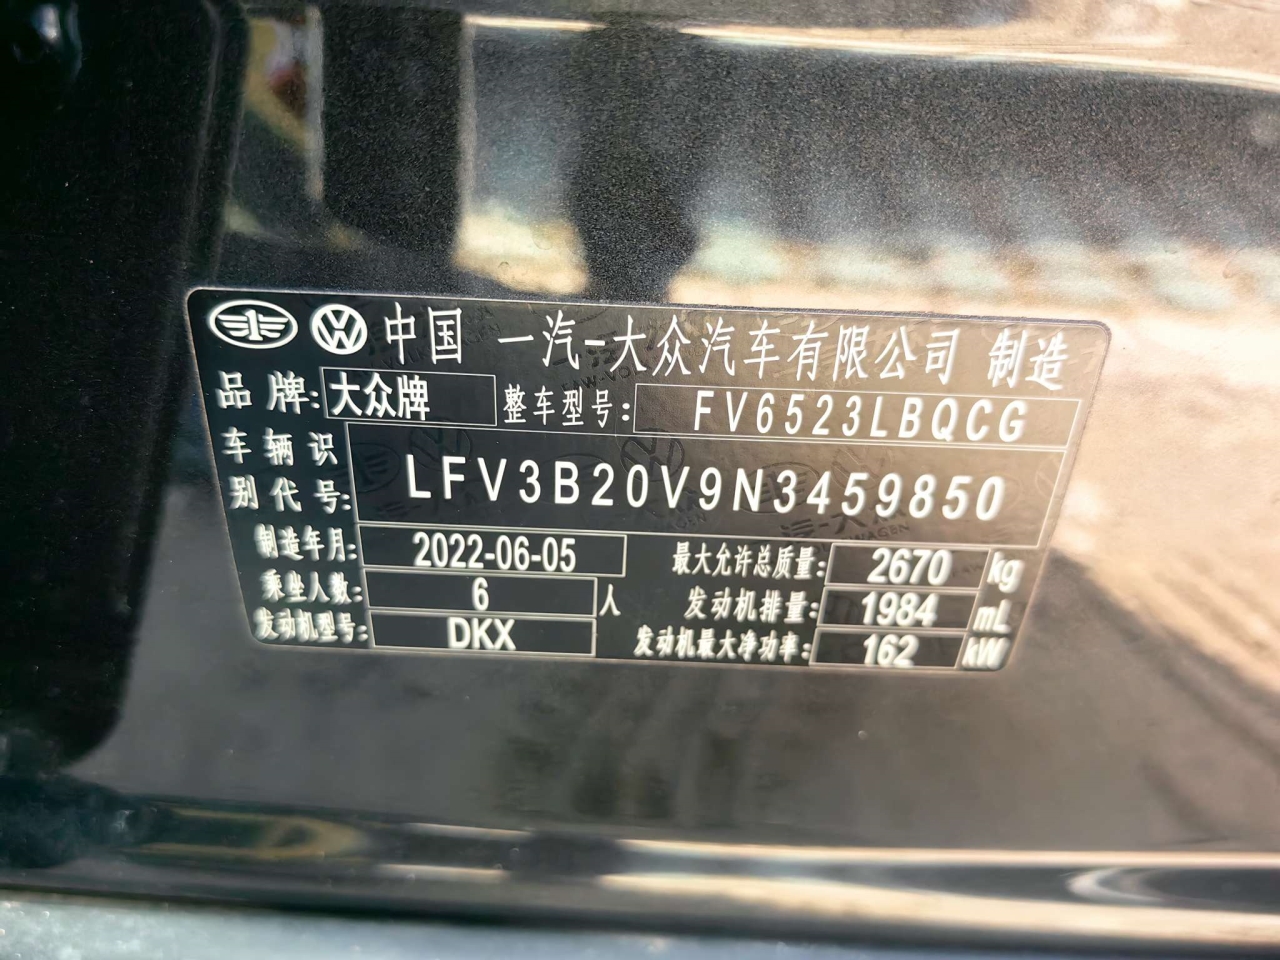 中国 一汽-大众汽车有限公司 制造
品牌: 大众牌 整车型号: FV6523LBQCG
车辆识别代号: LFV3B20V9N3459850
制造年月: 2022-06-05 最大允许总质量: 2670 kg
乘坐人数: 6 人 发动机排量: 1984 mL
发动机型号: DKX 发动机最大净功率: 162 kW